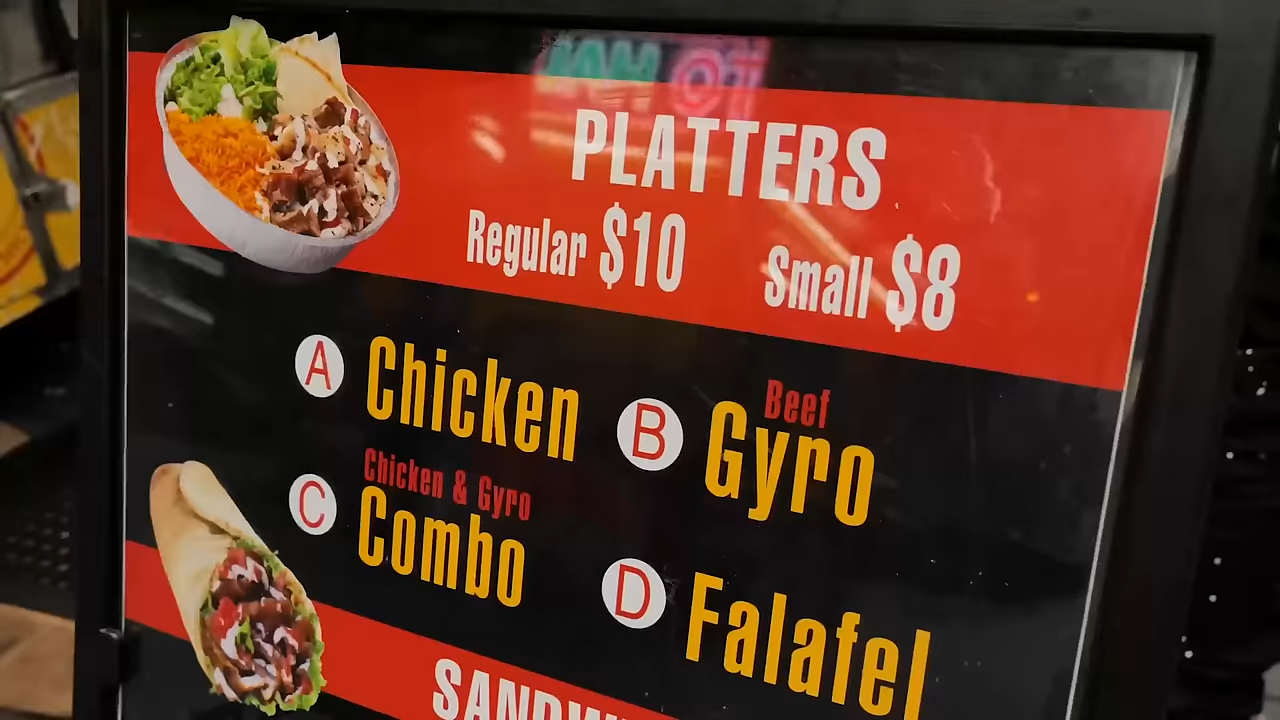 PLATTERS
Regular $10 Small $8
A Chicken
B Beef Gyro
C Chicken & Gyro Combo
D Falafel